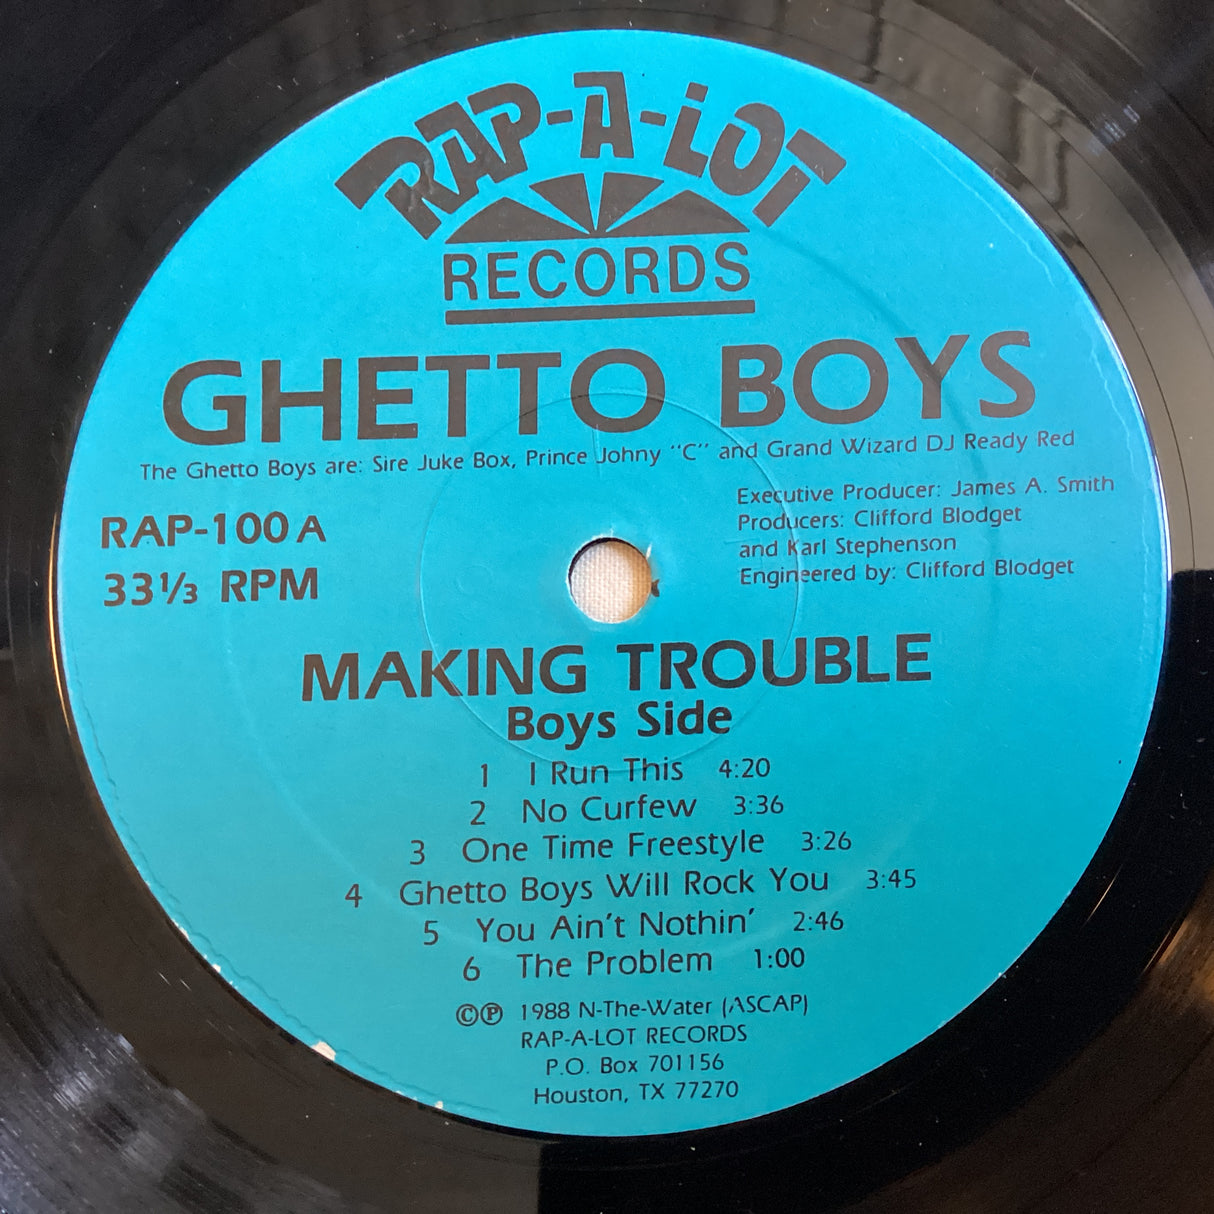 RAP-A-LOT
RECORDS
GHETTO BOYS
The Ghetto Boys are: Sire Juke Box, Prince Johny "C" and Grand Wizard DJ Ready Red
RAP-100 A
33⅓ RPM
Executive Producer: James A. Smith
Producers: Clifford Blodget
and Karl Stephenson
Engineered by: Clifford Blodget
MAKING TROUBLE
Boys Side
1 I Run This 4:20
2 No Curfew 3:36
3 One Time Freestyle 3:26
4 Ghetto Boys Will Rock You 3:45
5 You Ain't Nothin' 2:46
6 The Problem 1:00
©℗ 1988 N-The-Water (ASCAP)
RAP-A-LOT RECORDS
P.O. Box 701156
Houston, TX 77270